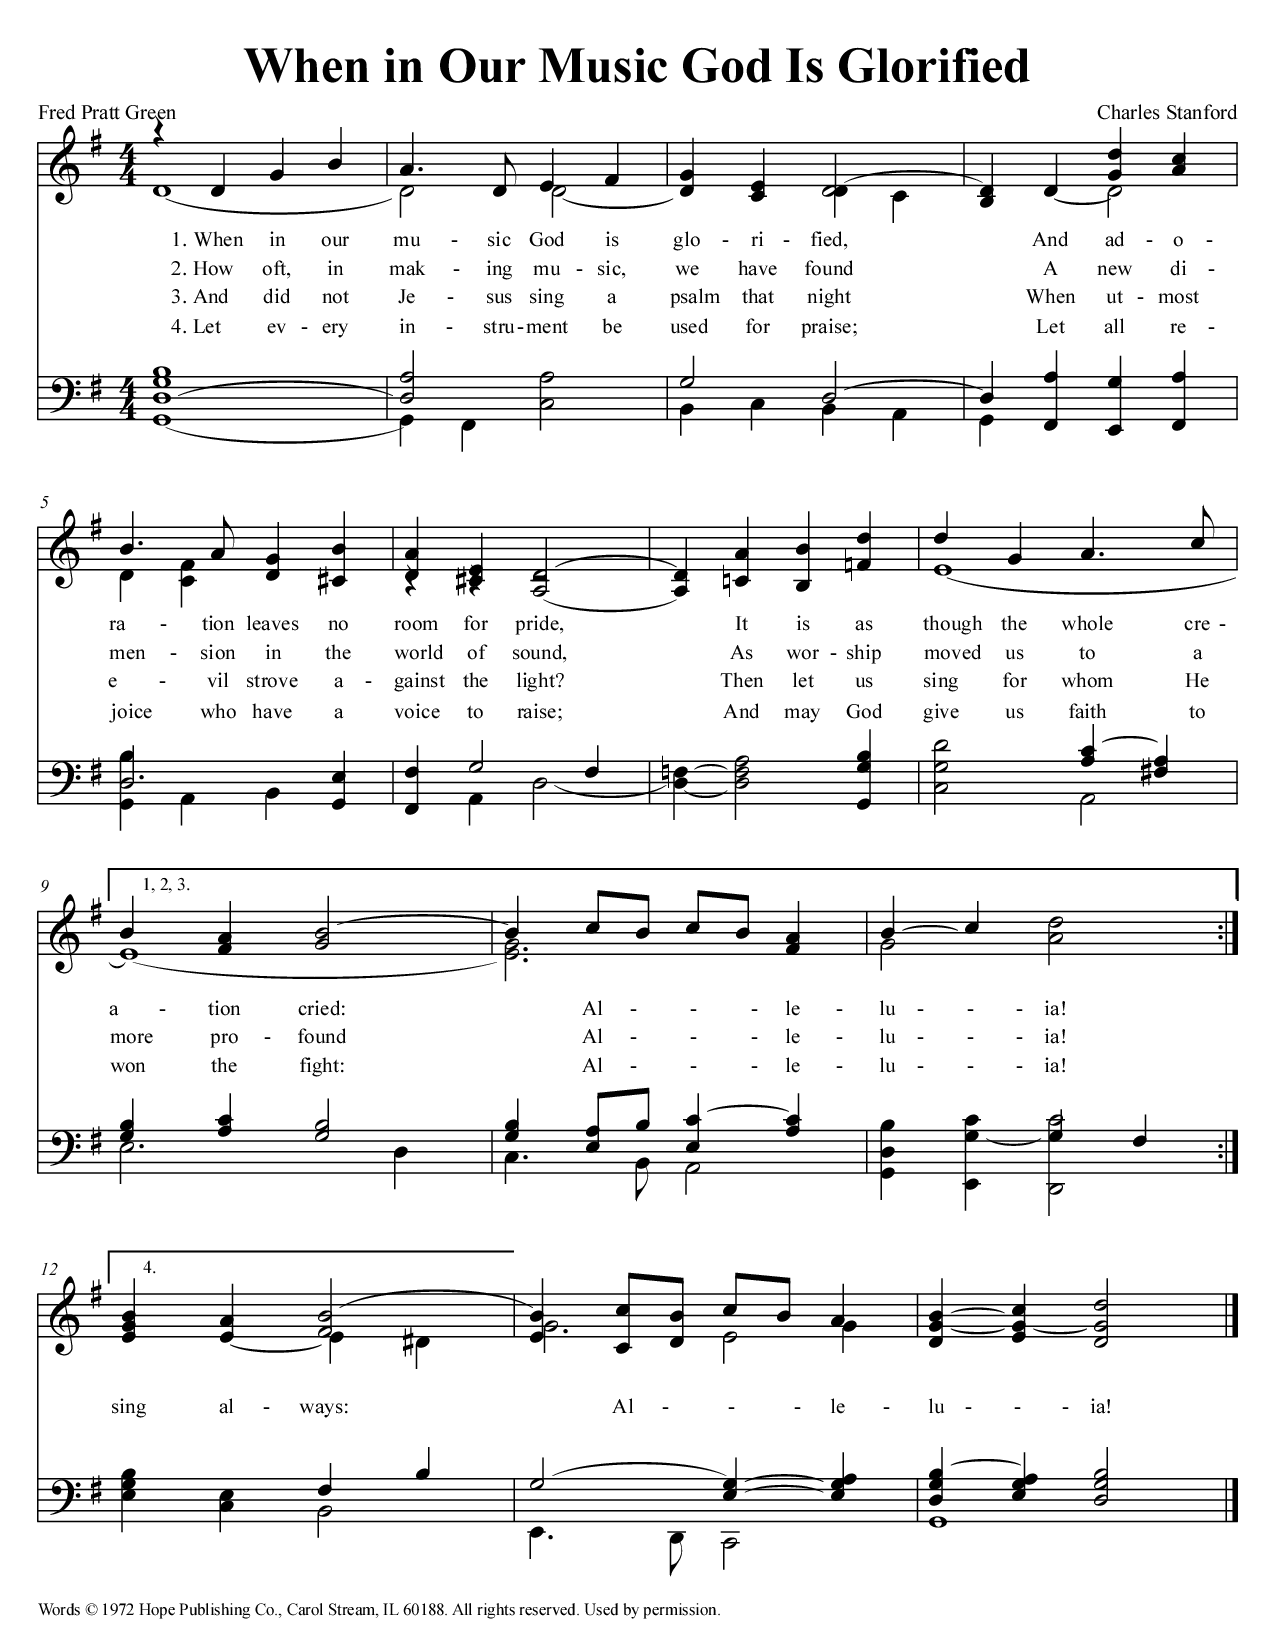 When in Our Music God Is Glorified
Fred Pratt Green
Charles Stanford
1. When in our mu - sic God is glo - ri - fied, And ad - o -
2. How oft, in mak - ing mu - sic, we have found A new di -
3. And did not Je - sus sing a psalm that night When ut - most
4. Let ev - ery in - stru - ment be used for praise; Let all re -
5
ra - tion leaves no room for pride, It is as though the whole cre -
men - sion in the world of sound, As wor - ship moved us to a
e - vil strove a - gainst the light? Then let us sing for whom He
joice who have a voice to raise; And may God give us faith to
9
1, 2, 3.
a - tion cried: Al - - - le - lu - - ia!
more pro - found Al - - - le - lu - - ia!
won the fight: Al - - - le - lu - - ia!
12
4.
sing al - ways: Al - - - le - lu - - ia!
Words © 1972 Hope Publishing Co., Carol Stream, IL 60188. All rights reserved. Used by permission.